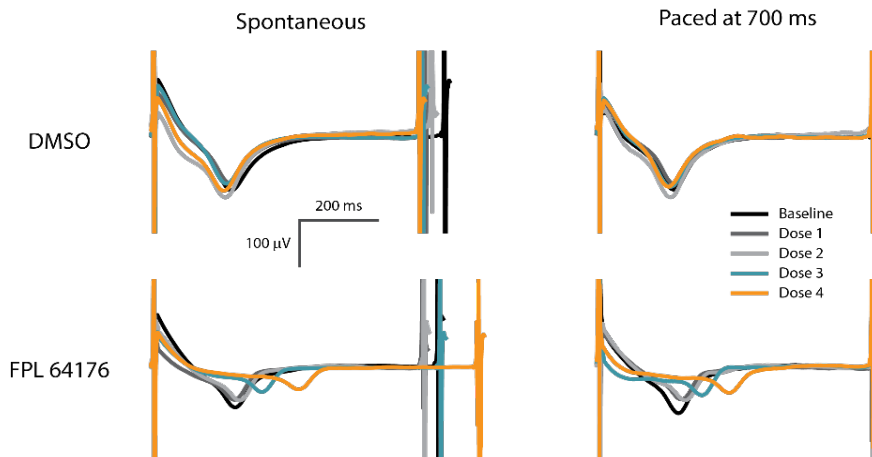 Spontaneous
Paced at 700 ms
DMSO
200 ms
100 µV
Baseline
Dose 1
Dose 2
Dose 3
Dose 4
FPL 64176